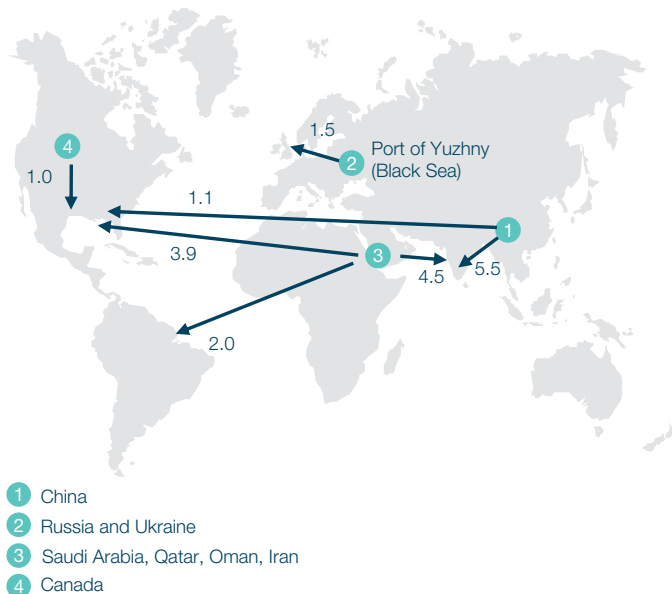 1.5
Port of Yuzhny
(Black Sea)
2
4
1.0
1.1
1
3.9
3
4.5
5.5
2.0
1 China
2 Russia and Ukraine
3 Saudi Arabia, Qatar, Oman, Iran
4 Canada